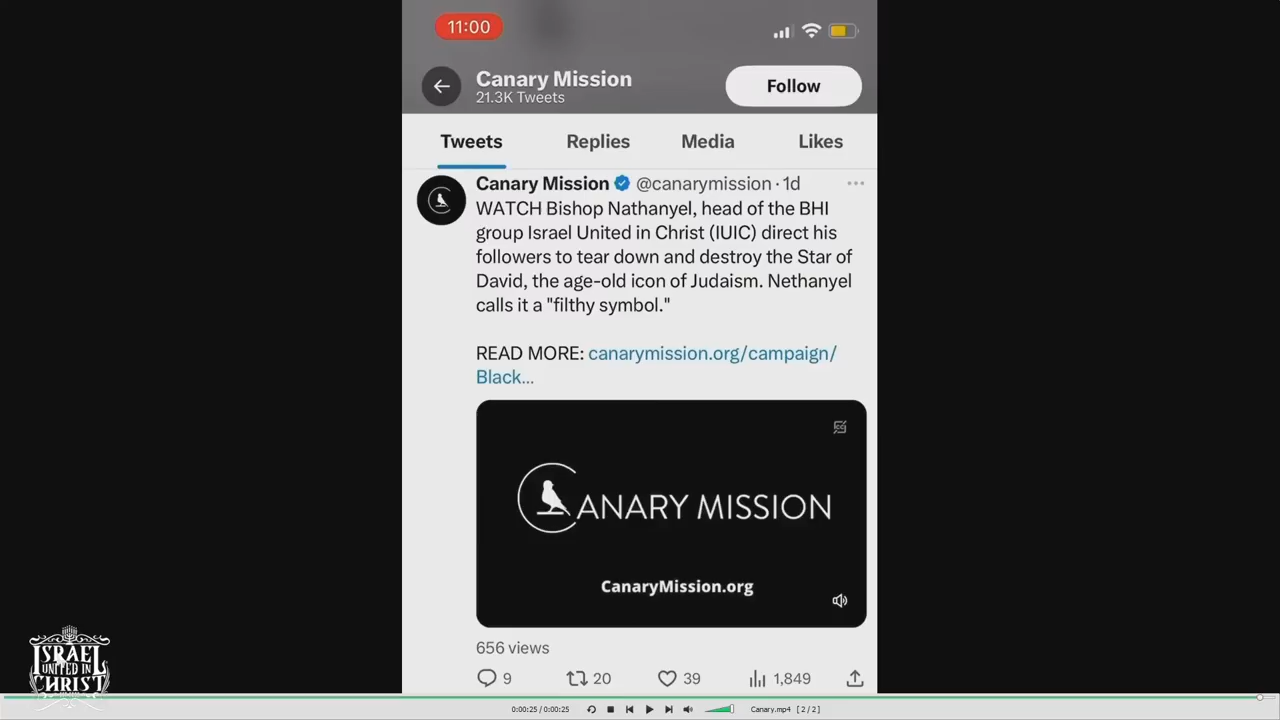 11:00
Canary Mission
21.3K Tweets
Follow
Tweets
Replies
Media
Likes
Canary Mission @canarymission · 1d
WATCH Bishop Nathanyel, head of the BHI
group Israel United in Christ (IUIC) direct his
followers to tear down and destroy the Star of
David, the age-old icon of Judaism. Nethanyel
calls it a "filthy symbol."
READ MORE: canarymission.org/campaign/
Black...
CANARY MISSION
CanaryMission.org
656 views
9
20
39
1,849
ISRAEL
UNITED IN
CHRIST
0:00:25 / 0:00:25
Canary.mp4 [ 2 / 2 ]